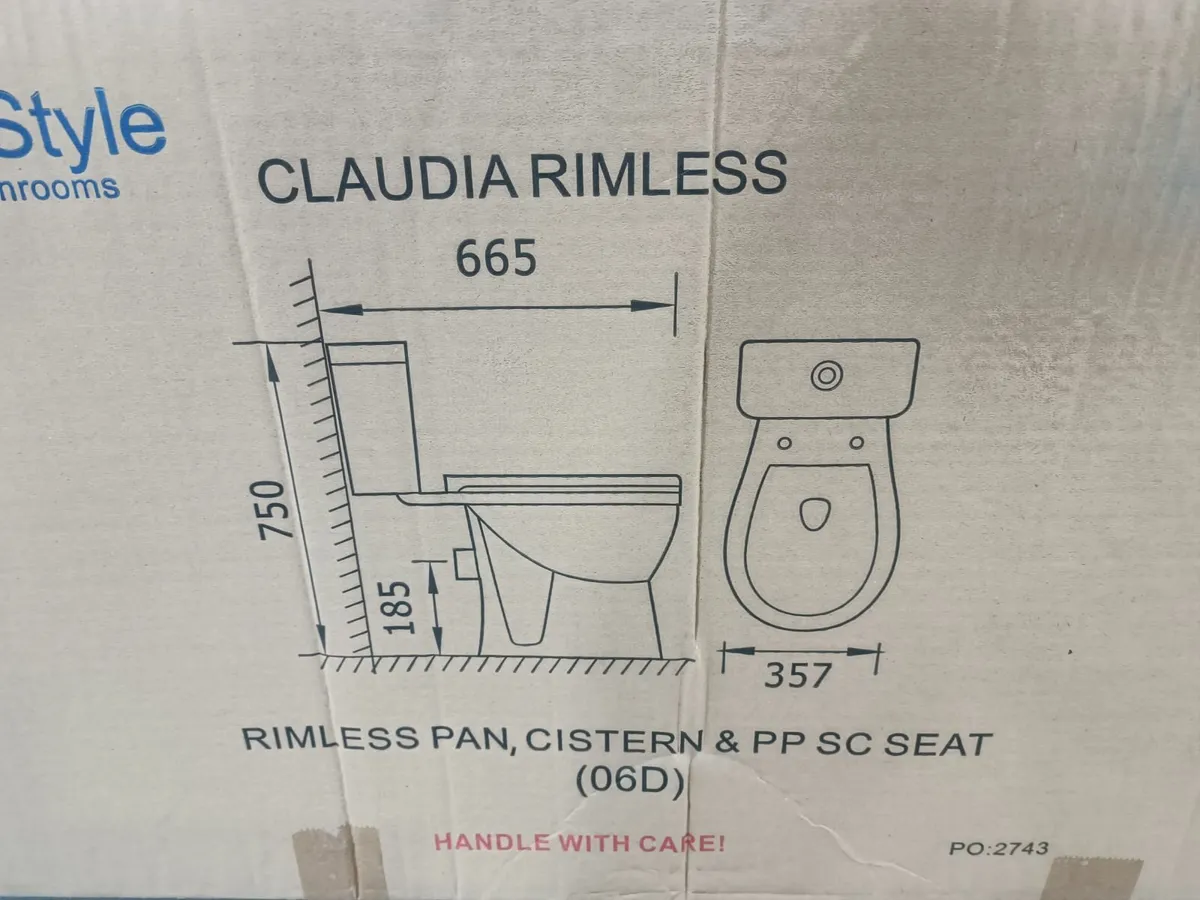 Style
nrooms
CLAUDIA RIMLESS
665
750
185
357
RIMLESS PAN, CISTERN & PP SC SEAT
(06D)
HANDLE WITH CARE!
PO:2743